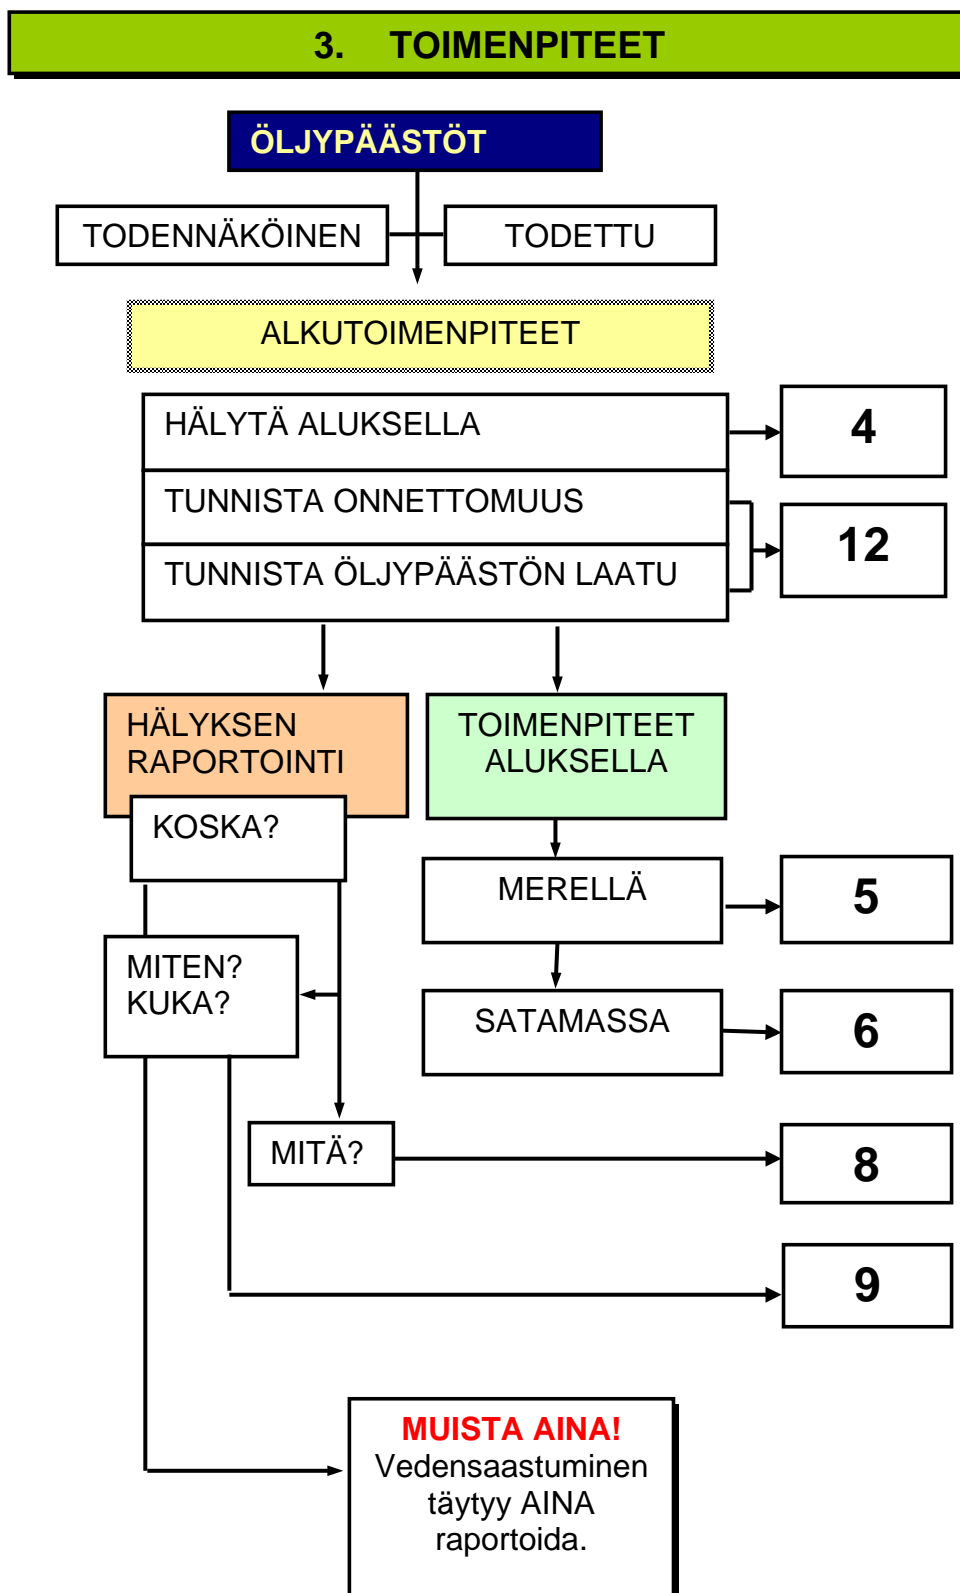 3. TOIMENPITEET
ÖLJYPÄÄSTÖT
TODENNÄKÖINEN
TODETTU
ALKUTOIMENPITEET
HÄLYTÄ ALUKSELLA
4
TUNNISTA ONNETTOMUUS
12
TUNNISTA ÖLJYPÄÄSTÖN LAATU
HÄLYKSEN
RAPORTOINTI
TOIMENPITEET
ALUKSELLA
KOSKA?
MERELLÄ
5
MITEN?
KUKA?
SATAMASSA
6
MITÄ?
8
9
MUISTA AINA!
Vedensaastuminen
täytyy AINA
raportoida.